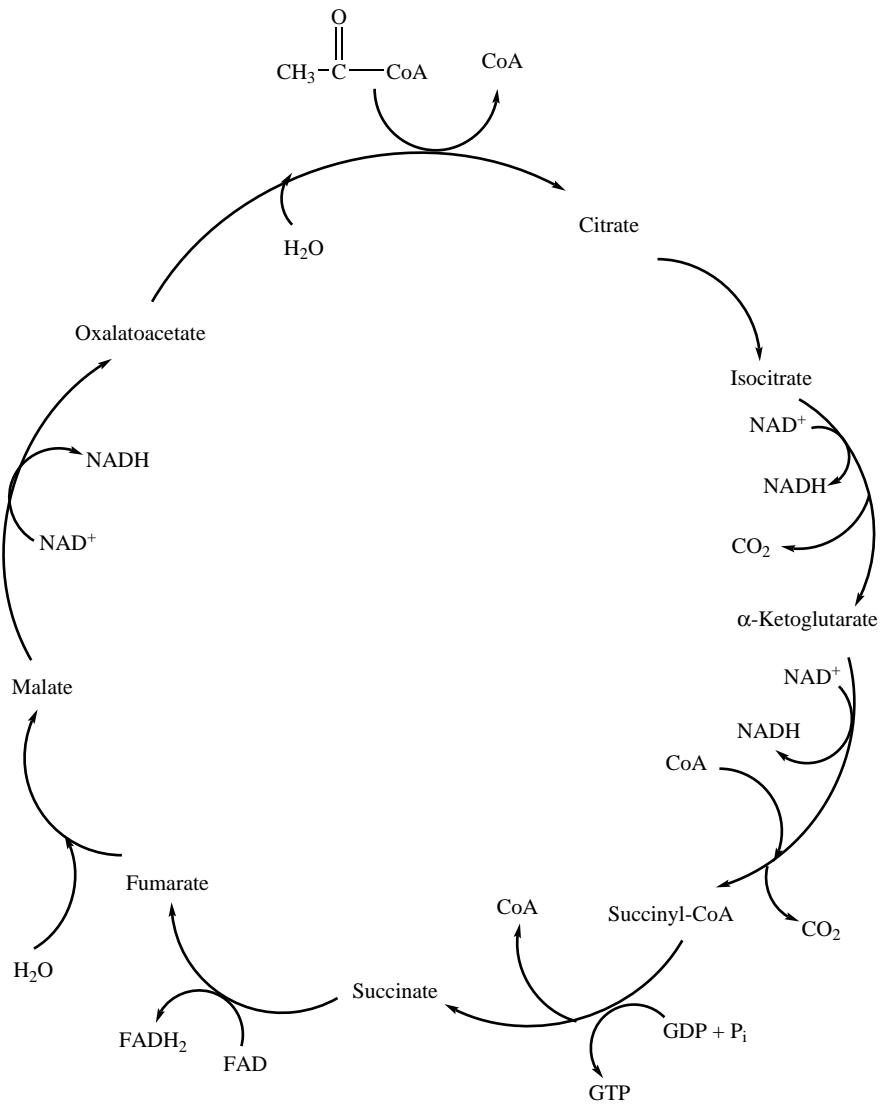 O
CH₃ C CoA
CoA
Citrate
H₂O
Oxalatoacetate
Isocitrate
NAD⁺
NADH
NADH
NAD⁺
CO₂
α-Ketoglutarate
NAD⁺
Malate
NADH
CoA
Fumarate
CoA
Succinyl-CoA
CO₂
H₂O
Succinate
GDP + Pᵢ
FADH₂
FAD
GTP